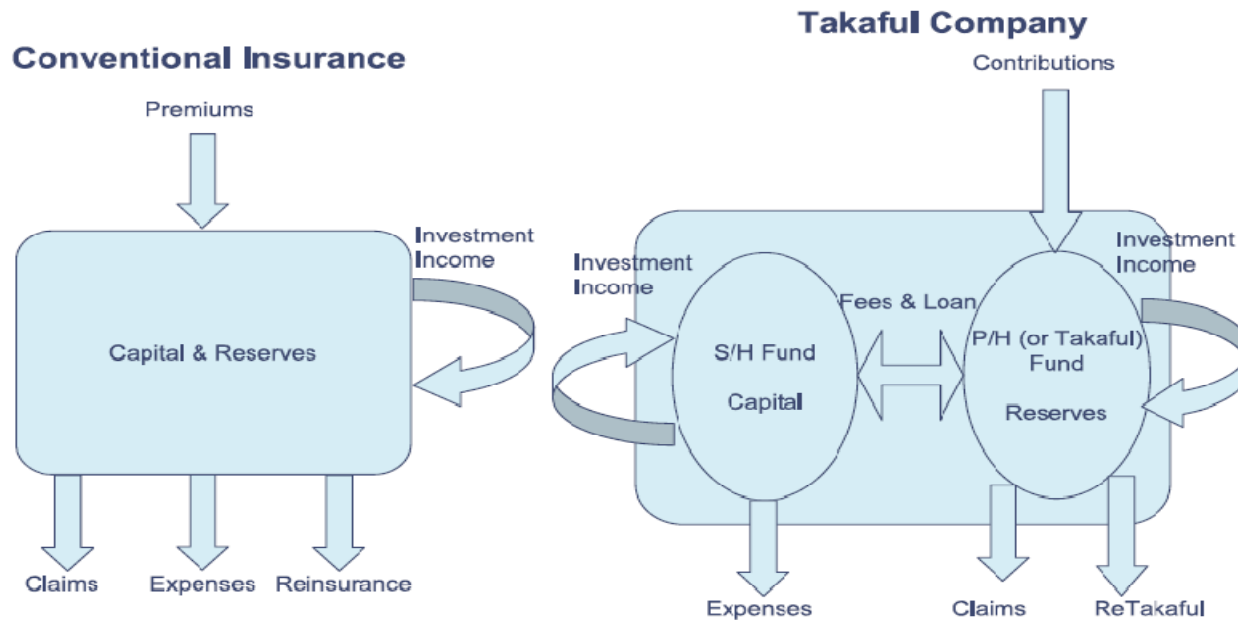 Conventional Insurance
Premiums
Investment
Income
Capital & Reserves
Claims
Expenses
Reinsurance
Takaful Company
Contributions
Investment
Income
Investment
Income
Fees & Loan
S/H Fund
Capital
P/H (or Takaful)
Fund
Reserves
Expenses
Claims
ReTakaful